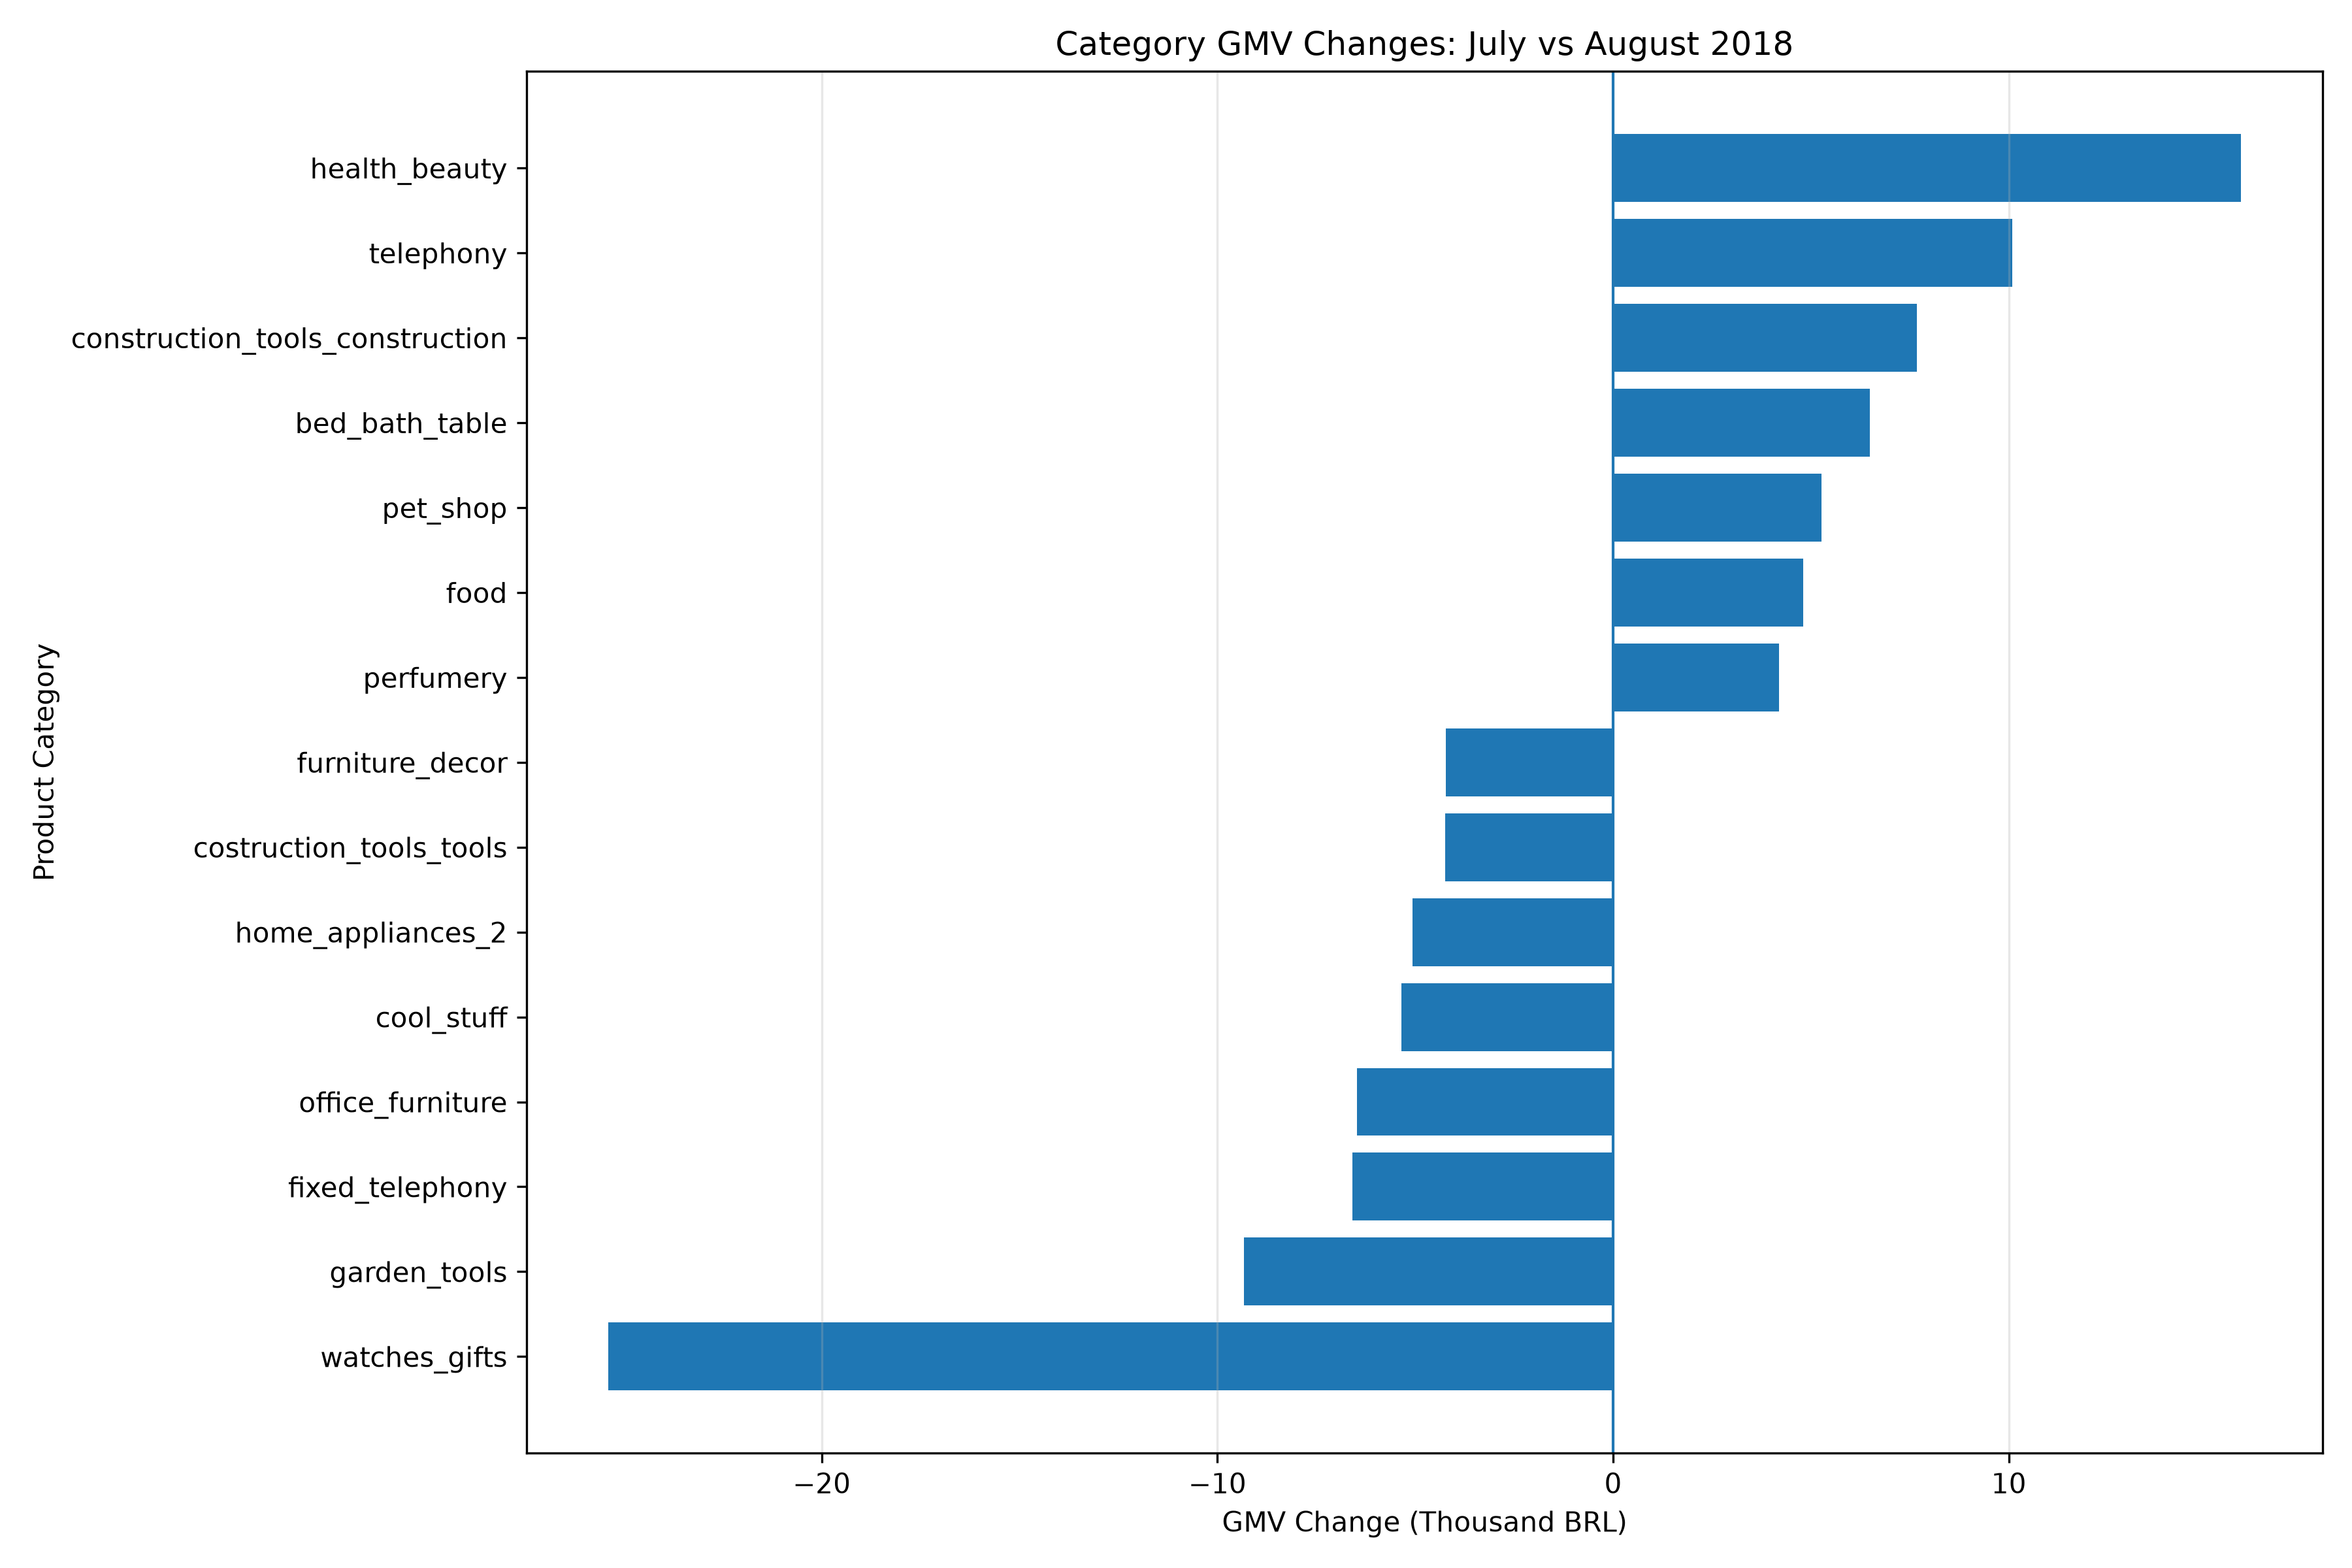 Category GMV Changes: July vs August 2018
Product Category
health_beauty
telephony
construction_tools_construction
bed_bath_table
pet_shop
food
perfumery
furniture_decor
costruction_tools_tools
home_appliances_2
cool_stuff
office_furniture
fixed_telephony
garden_tools
watches_gifts
−20 −10 0 10
GMV Change (Thousand BRL)